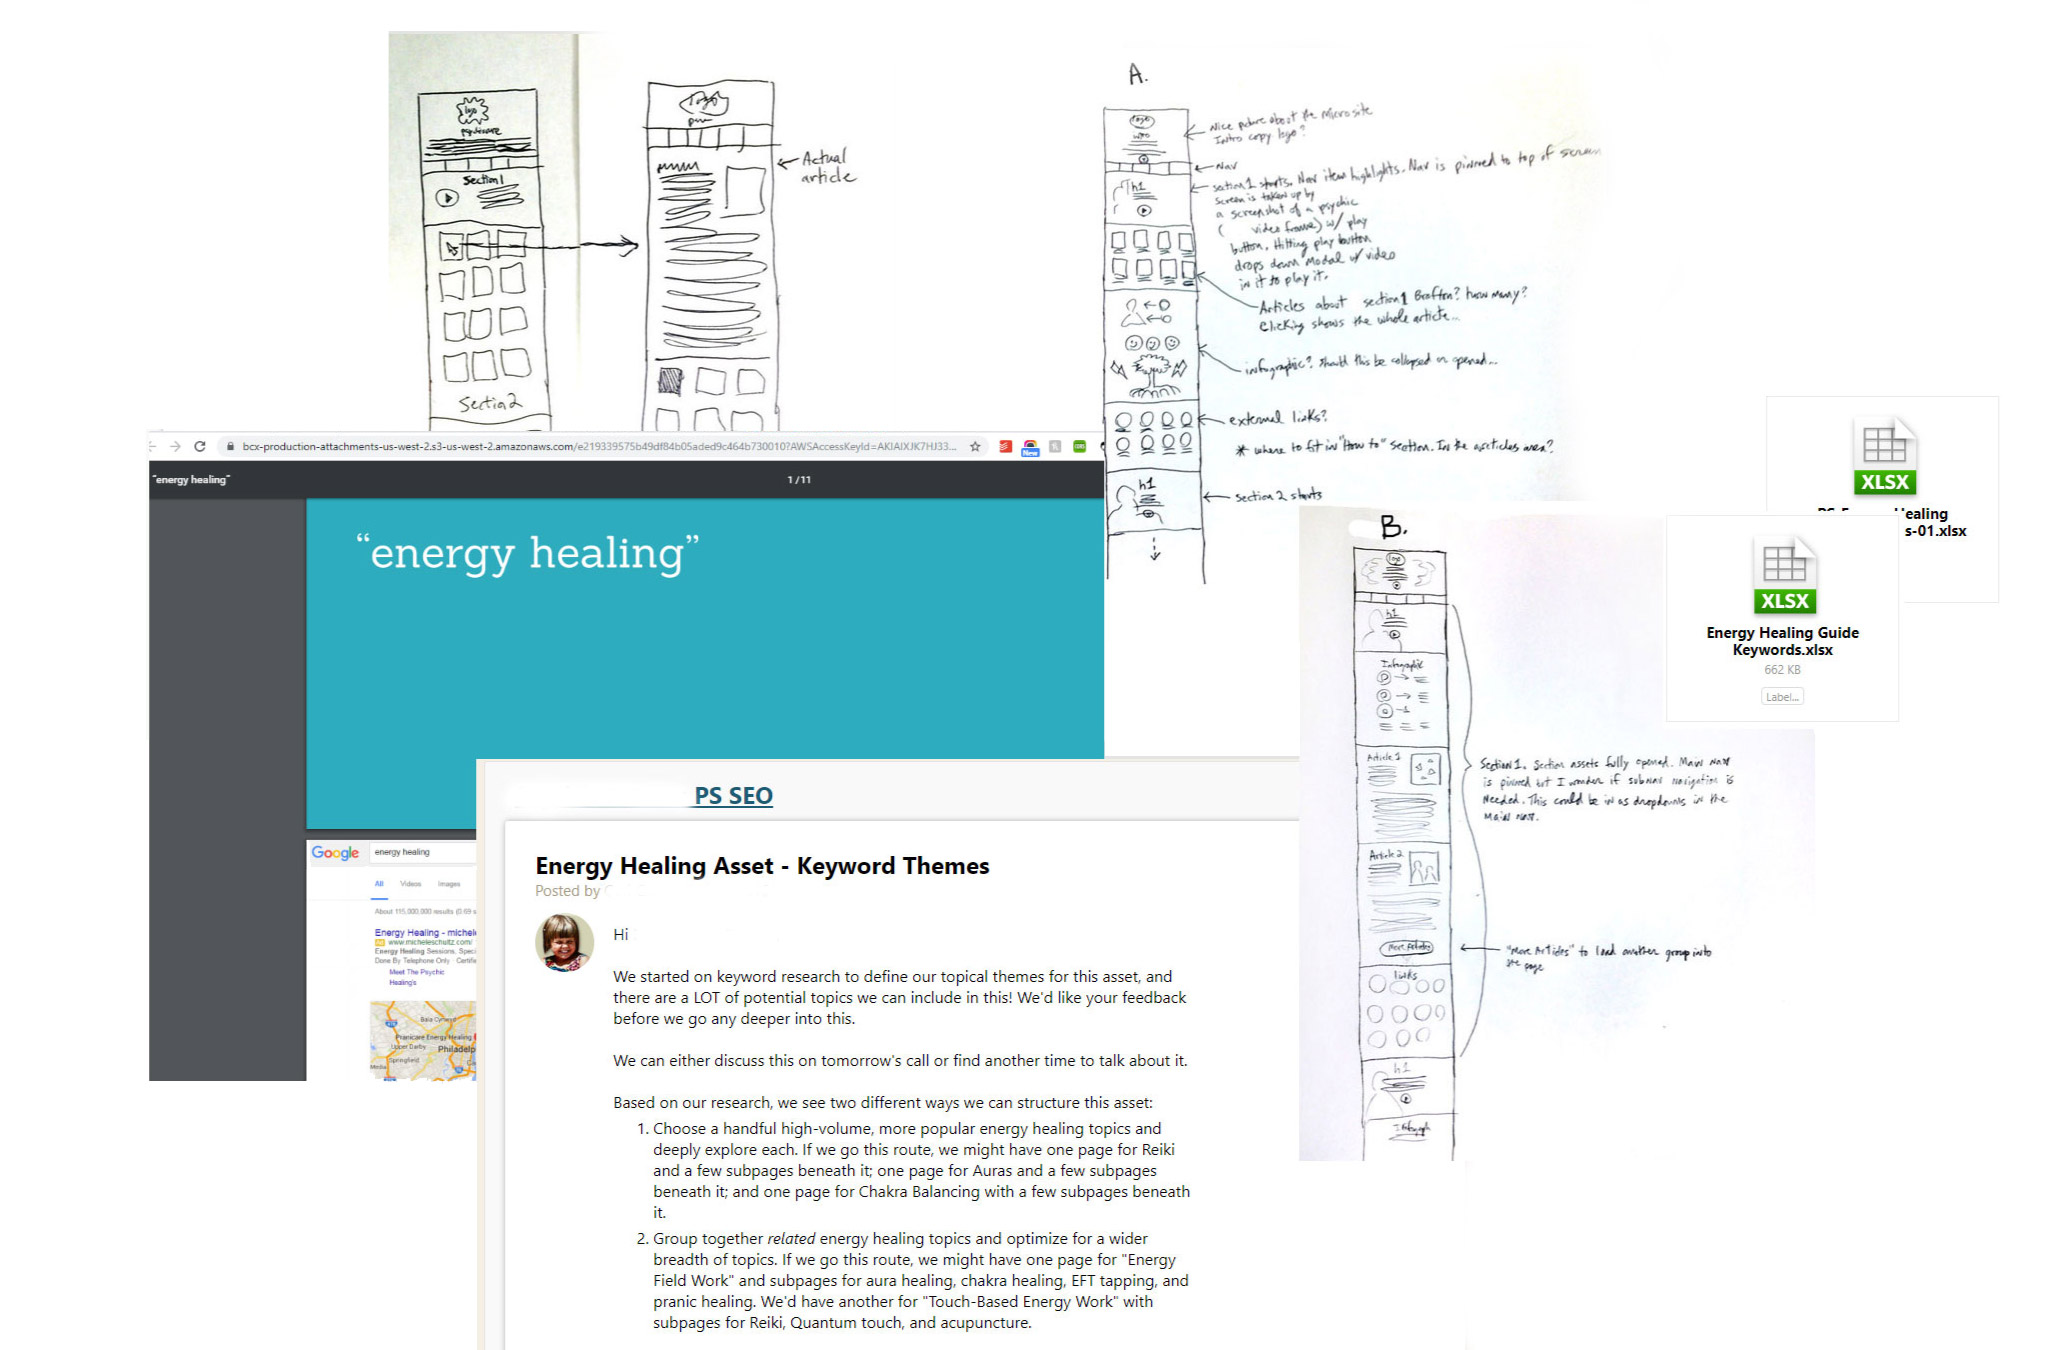 logo
psychicsource
Section 1
Section 2
logo
Actual
article
A.
logo
intro
Nice picture about the microsite
Intro copy logo?
Nav
section 1 starts. Nav item highlights. Nav is pinned to top of screen
screen is taken up by
a screenshot of a psychic
( video frame) w/ play
button. Hitting play button
drops down modal w/ video
in it to play it.
h1
Articles about section 1 Brafton? how many?
Clicking shows the whole article...
infographic? Should this be collapsed or opened...
external links?
* where to fit in "How to" section. In the articles area?
h1
section 2 starts
bcx-production-attachments-us-west-2.s3-us-west-2.amazonaws.com/e219339575b49df84b05aded9c464b730010?AWSAccessKeyId=AKIAIXJK7HJ33...
New
"energy healing"
1 / 11
“energy healing”
Google
energy healing
All Videos Images
About 115,000,000 results (0.69 s
Energy Healing - michele
Ad www.micheleschultz.com/
Energy Healing Sessions, Spec
Done By Telephone Only · Certifie
Meet The Psychic
Healing's
Bala Cynwyd
Pranicare Energy Healing
Upper Darby
Philadelp
Springfield
Media
PS SEO
Energy Healing Asset - Keyword Themes
Posted by
Hi
We started on keyword research to define our topical themes for this asset, and
there are a LOT of potential topics we can include in this! We'd like your feedback
before we go any deeper into this.
We can either discuss this on tomorrow's call or find another time to talk about it.
Based on our research, we see two different ways we can structure this asset:
1. Choose a handful high-volume, more popular energy healing topics and
deeply explore each. If we go this route, we might have one page for Reiki
and a few subpages beneath it; one page for Auras and a few subpages
beneath it; and one page for Chakra Balancing with a few subpages beneath
it.
2. Group together related energy healing topics and optimize for a wider
breadth of topics. If we go this route, we might have one page for "Energy
Field Work" and subpages for aura healing, chakra healing, EFT tapping, and
pranic healing. We'd have another for "Touch-Based Energy Work" with
subpages for Reiki, Quantum touch, and acupuncture.
B.
logo
h1
Infographic
Article 1
Article 2
More Articles
links
h1
Infograph
Section 1. Section assets fully opened. Main nav
is pinned but I wonder if subnav navigation is
needed. This could be in as dropdowns in the
main nav.
"More Articles" to load another group into
the page
XLSX
ealing
s-01.xlsx
XLSX
Energy Healing Guide
Keywords.xlsx
662 KB
Label...